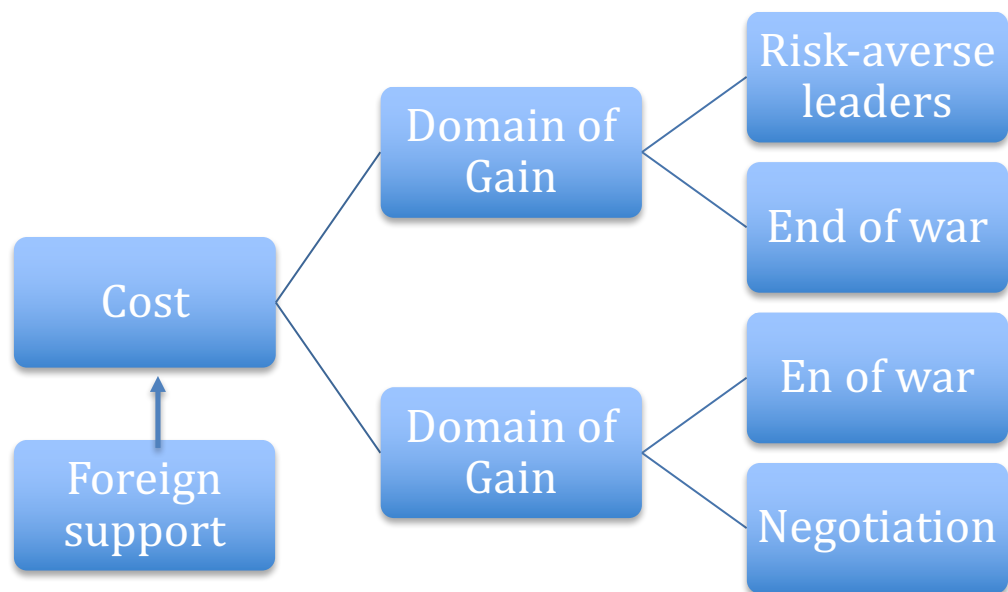 Cost
Foreign
support
Domain of
Gain
Domain of
Gain
Risk-averse
leaders
End of war
En of war
Negotiation